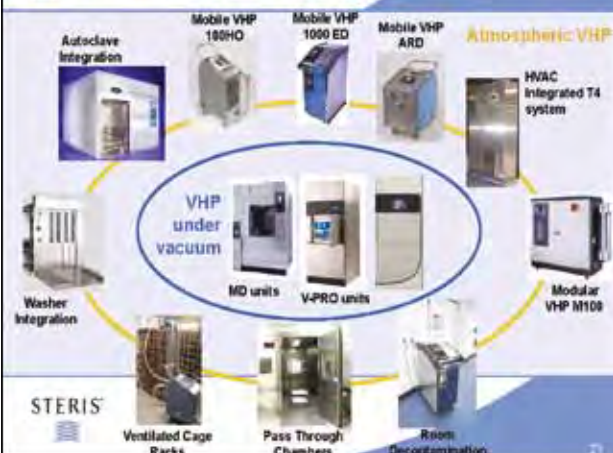 Mobile VHP
100HO
Mobile VHP
1000 ED
Mobile VHP
ARD
Atmospheric VHP
Autoclave
Integration
HVAC
Integrated T4
system
VHP
under
vacuum
MD units
V-PRO units
Washer
Integration
Modular
VHP M100
STERIS
Ventilated Cage
Racks
Pass Through
Chambers
Room
Decontamination